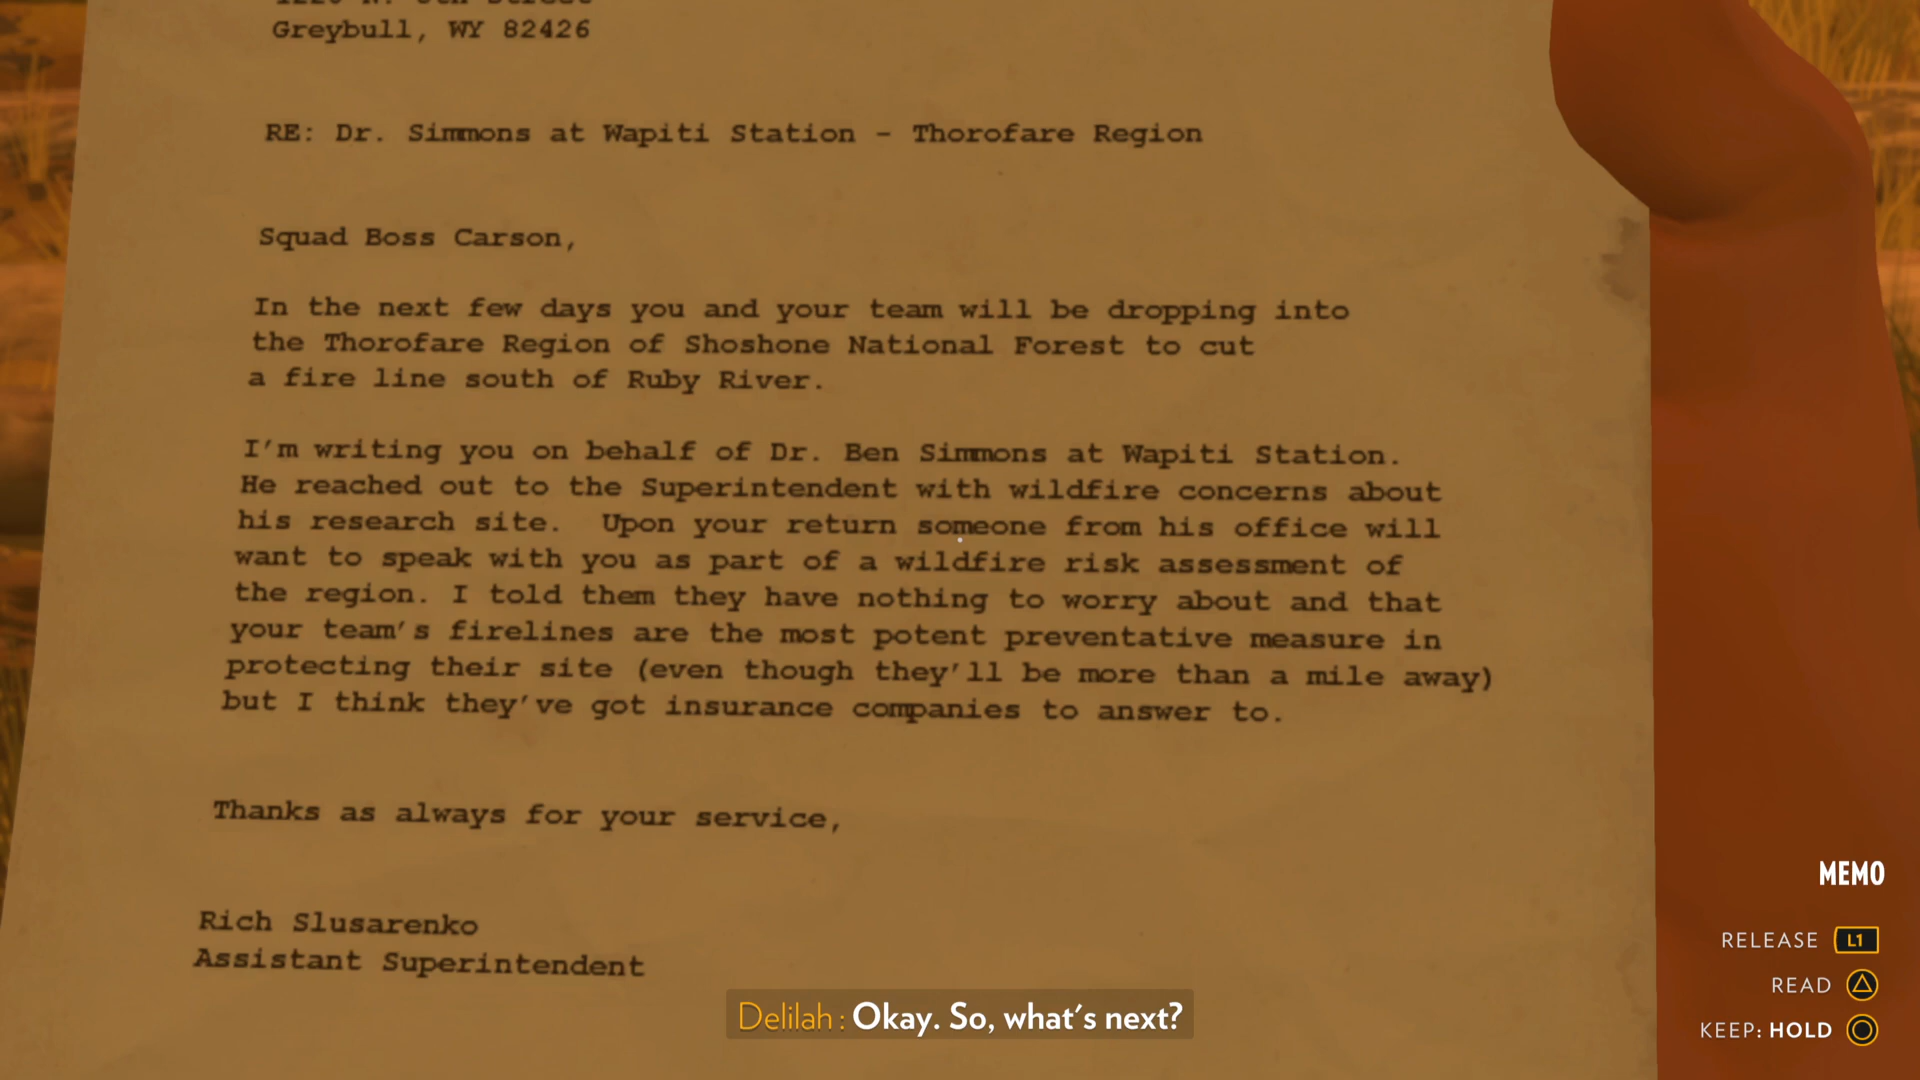 Greybull, WY 82426
RE: Dr. Simmons at Wapiti Station - Thorofare Region
Squad Boss Carson,
In the next few days you and your team will be dropping into
the Thorofare Region of Shoshone National Forest to cut
a fire line south of Ruby River.
I'm writing you on behalf of Dr. Ben Simmons at Wapiti Station.
He reached out to the Superintendent with wildfire concerns about
his research site.  Upon your return someone from his office will
want to speak with you as part of a wildfire risk assessment of
the region. I told them they have nothing to worry about and that
your team's firelines are the most potent preventative measure in
protecting their site (even though they'll be more than a mile away)
but I think they've got insurance companies to answer to.
Thanks as always for your service,
Rich Slusarenko
Assistant Superintendent
Delilah: Okay. So, what's next?
MEMO
RELEASE L1
READ
KEEP: HOLD